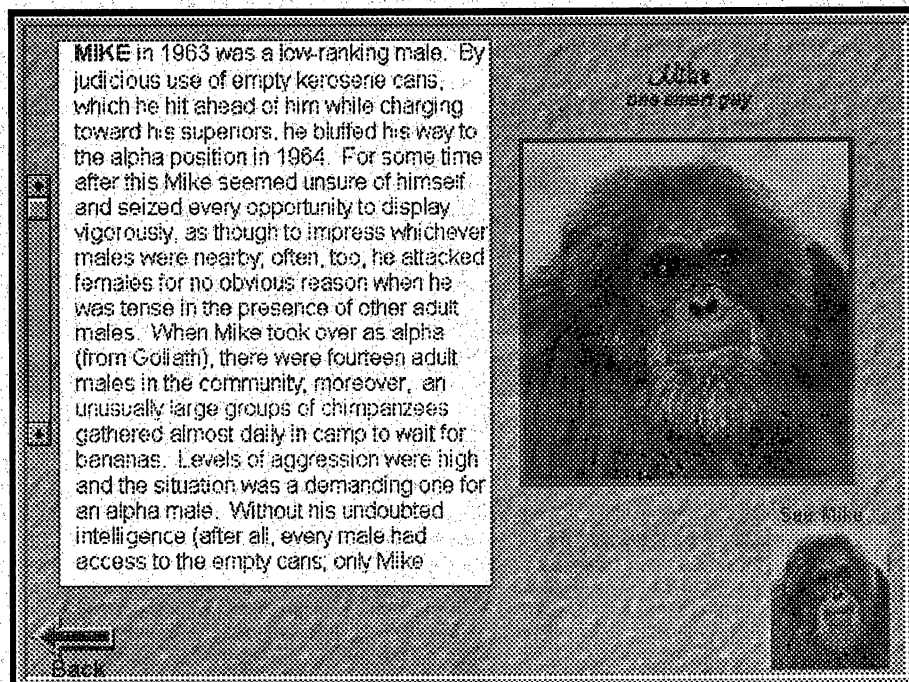 MIKE in 1963 was a low-ranking male. By
judicious use of empty kerosene cans,
which he hit ahead of him while charging
toward his superiors, he bluffed his way to
the alpha position in 1964. For some time
after this Mike seemed unsure of himself
and seized every opportunity to display
vigorously, as though to impress whichever
males were nearby; often, too, he attacked
females for no obvious reason when he
was tense in the presence of other adult
males. When Mike took over as alpha
(from Goliath), there were fourteen adult
males in the community, moreover, an
unusually large groups of chimpanzees
gathered almost daily in camp to wait for
bananas. Levels of aggression were high
and the situation was a demanding one for
an alpha male. Without his undoubted
intelligence (after all, every male had
access to the empty cans; only Mike
Mike
one smart guy
See Mike
Back